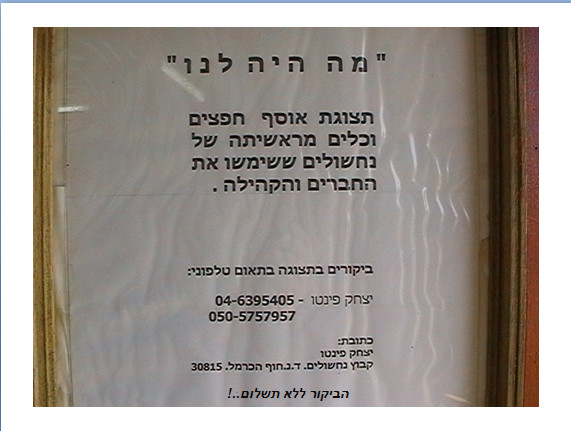 "מה היה לנו"
תצוגת אוסף חפצים
וכלים מראשיתה של
נחשולים ששימשו את
החברים והקהילה .
ביקורים בתצוגה בתאום טלפוני:
יצחק פינטו - 04-6395405
050-5757957
כתובת:
יצחק פינטו
קבוץ נחשולים. ד.נ.חוף הכרמל. 30815
הביקור ללא תשלום..!